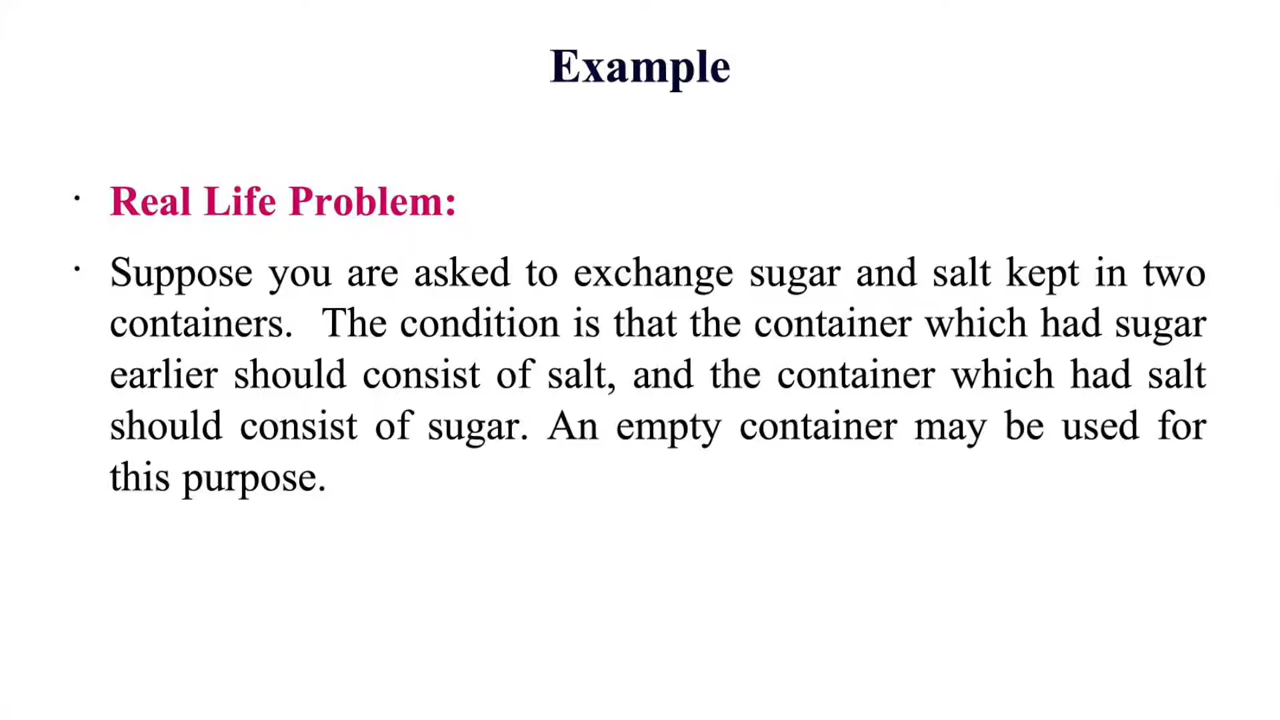 Example
· Real Life Problem:
· Suppose you are asked to exchange sugar and salt kept in two
containers. The condition is that the container which had sugar
earlier should consist of salt, and the container which had salt
should consist of sugar. An empty container may be used for
this purpose.